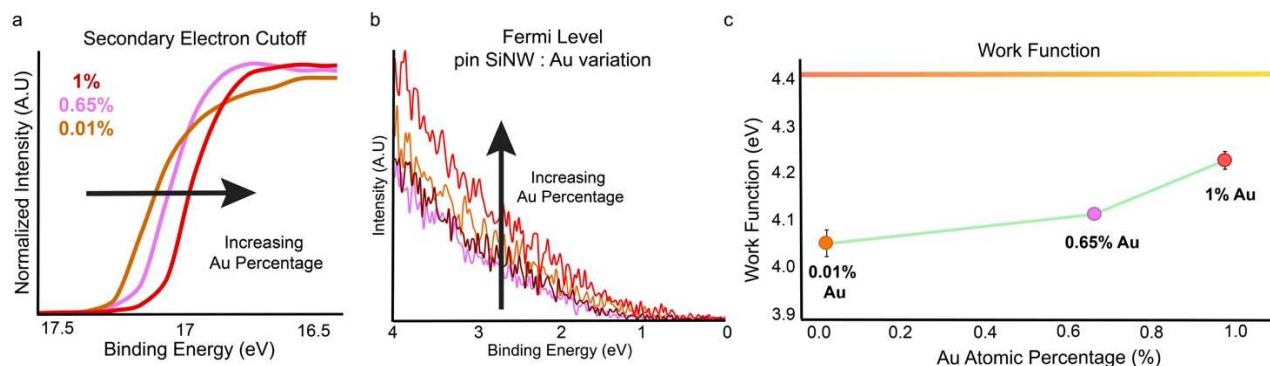 a
Secondary Electron Cutoff
1%
0.65%
0.01%
Increasing
Au Percentage
Normalized Intensity (A.U)
17.5
17
16.5
Binding Energy (eV)
b
Fermi Level
pin SiNW : Au variation
Increasing
Au Percentage
Intensity (A.U)
4
3
2
1
0
Binding Energy (eV)
c
Work Function
4.4
4.3
4.2
4.1
4.0
3.9
Work Function (eV)
0.01%
Au
0.65% Au
1% Au
0.0
0.2
0.4
0.6
0.8
1.0
Au Atomic Percentage (%)